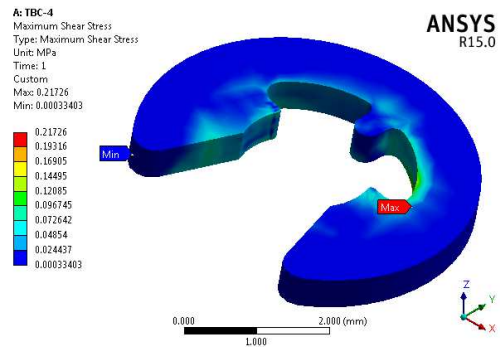 A: TBC-4
Maximum Shear Stress
Type: Maximum Shear Stress
Unit: MPa
Time: 1
Custom
Max: 0.21726
Min: 0.00033403
ANSYS
R15.0
0.21726
0.19316
0.16905
0.14495
0.12085
0.096745
0.072642
0.04854
0.024437
0.00033403
Min
Max
0.000
2.000 (mm)
1.000
Z
Y
X